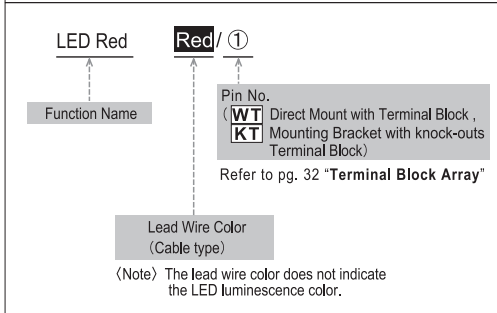 LED Red Red/ ①
Function Name
Pin No.
(WT Direct Mount with Terminal Block ,
KT Mounting Bracket with knock-outs
Terminal Block)
Refer to pg. 32 “Terminal Block Array”
Lead Wire Color
(Cable type)
〈Note〉 The lead wire color does not indicate
the LED luminescence color.